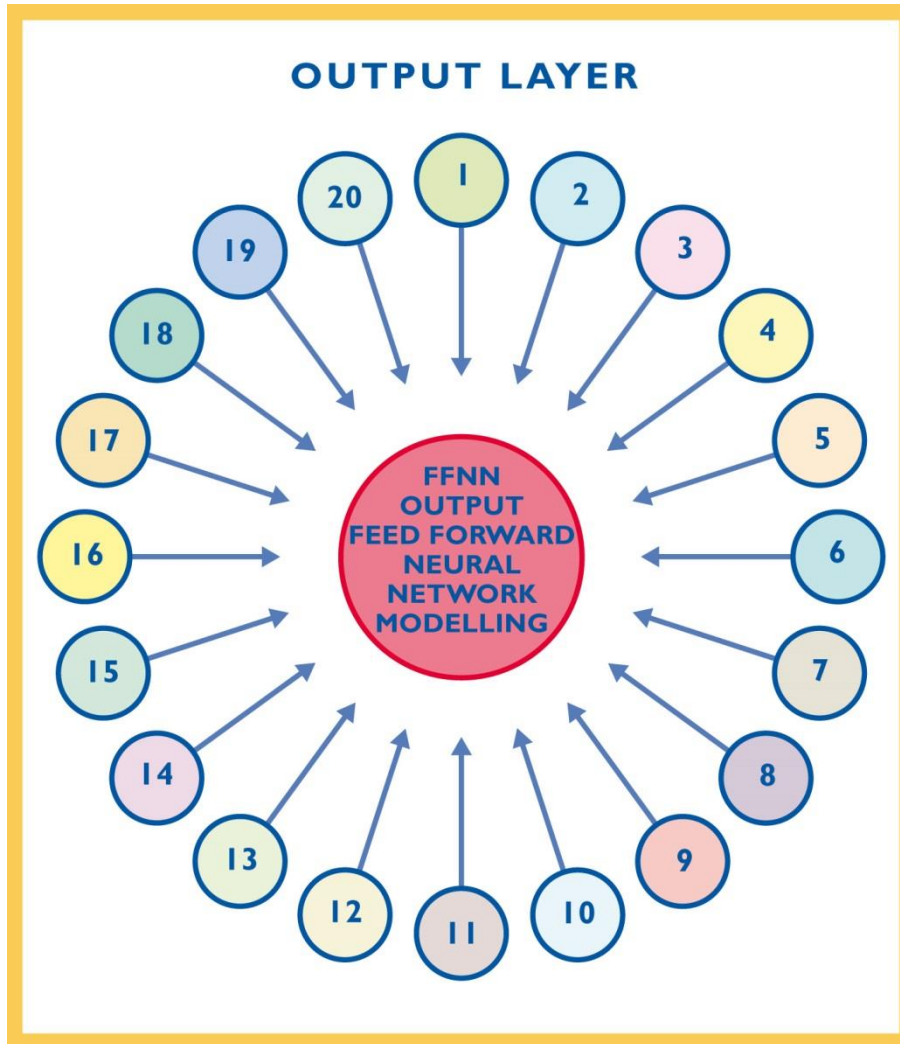 OUTPUT LAYER
1
2
3
4
5
6
7
8
9
10
11
12
13
14
15
16
17
18
19
20
FFNN
OUTPUT
FEED FORWARD
NEURAL
NETWORK
MODELLING